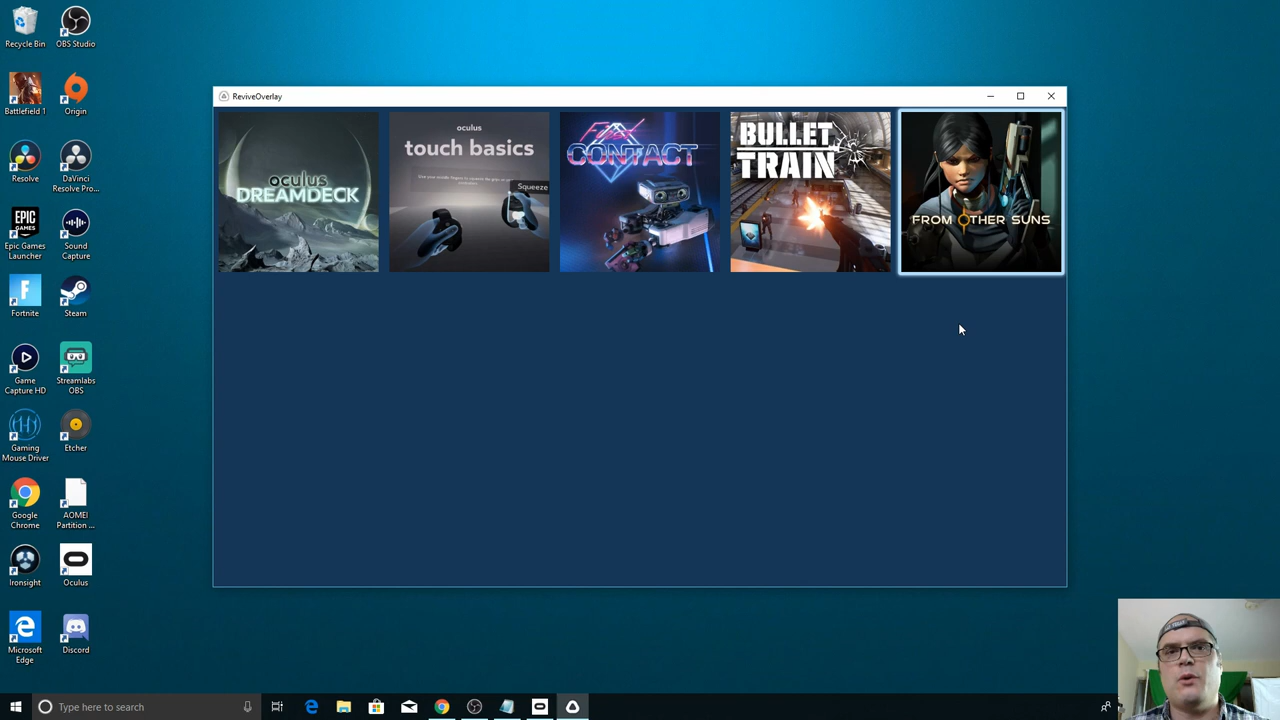 Recycle Bin
OBS Studio
Battlefield 1
Origin
Resolve
DaVinci
Resolve Pro...
EPIC
GAMES
Epic Games
Launcher
Sound
Capture
Fortnite
Steam
Game
Capture HD
Streamlabs
OBS
Gaming
Mouse Driver
Etcher
Google
Chrome
AOMEI
Partition ...
Ironsight
Oculus
Microsoft
Edge
Discord
ReviveOverlay
oculus
DREAMDECK
oculus
touch basics
Squeeze
CONTACT
BULLET
TRAIN
FROM OTHER SUNS
Type here to search